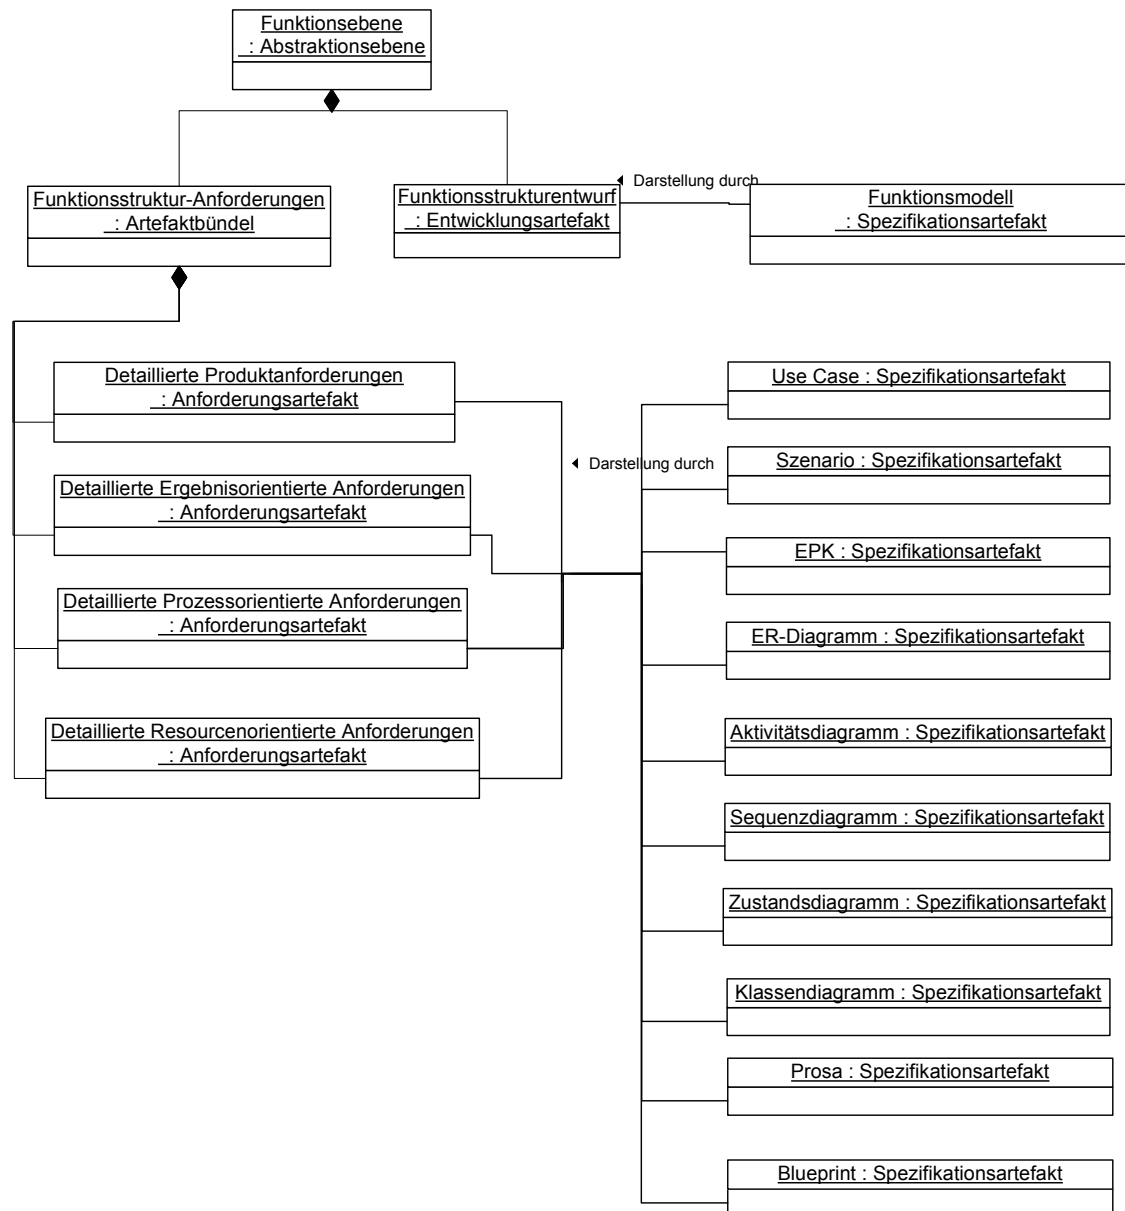 Funktionsebene
: Abstraktionsebene
Funktionsstruktur-Anforderungen
: Artefaktbündel
Funktionsstrukturentwurf
: Entwicklungsartefakt
Darstellung durch
Funktionsmodell
: Spezifikationsartefakt
Detaillierte Produktanforderungen
: Anforderungsartefakt
Detaillierte Ergebnisorientierte Anforderungen
: Anforderungsartefakt
Detaillierte Prozessorientierte Anforderungen
: Anforderungsartefakt
Detaillierte Resourcenorientierte Anforderungen
: Anforderungsartefakt
Darstellung durch
Use Case : Spezifikationsartefakt
Szenario : Spezifikationsartefakt
EPK : Spezifikationsartefakt
ER-Diagramm : Spezifikationsartefakt
Aktivitätsdiagramm : Spezifikationsartefakt
Sequenzdiagramm : Spezifikationsartefakt
Zustandsdiagramm : Spezifikationsartefakt
Klassendiagramm : Spezifikationsartefakt
Prosa : Spezifikationsartefakt
Blueprint : Spezifikationsartefakt